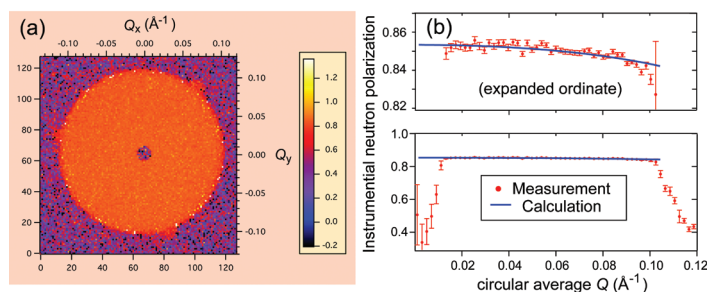 (a)
Qx (Å-1)
-0.10 -0.05 0.00 0.05 0.10
120
100
80
60
40
20
0
0 20 40 60 80 100 120
0.10
0.05
0.00
-0.05
-0.10
Qy
1.2
1.0
0.8
0.6
0.4
0.2
0.0
-0.2
(b)
Instrumential neutron polarization
0.86
0.84
0.82
(expanded ordinate)
1.0
0.8
0.6
0.4
Measurement
Calculation
0.02 0.04 0.06 0.08 0.10 0.12
circular average Q (Å-1)